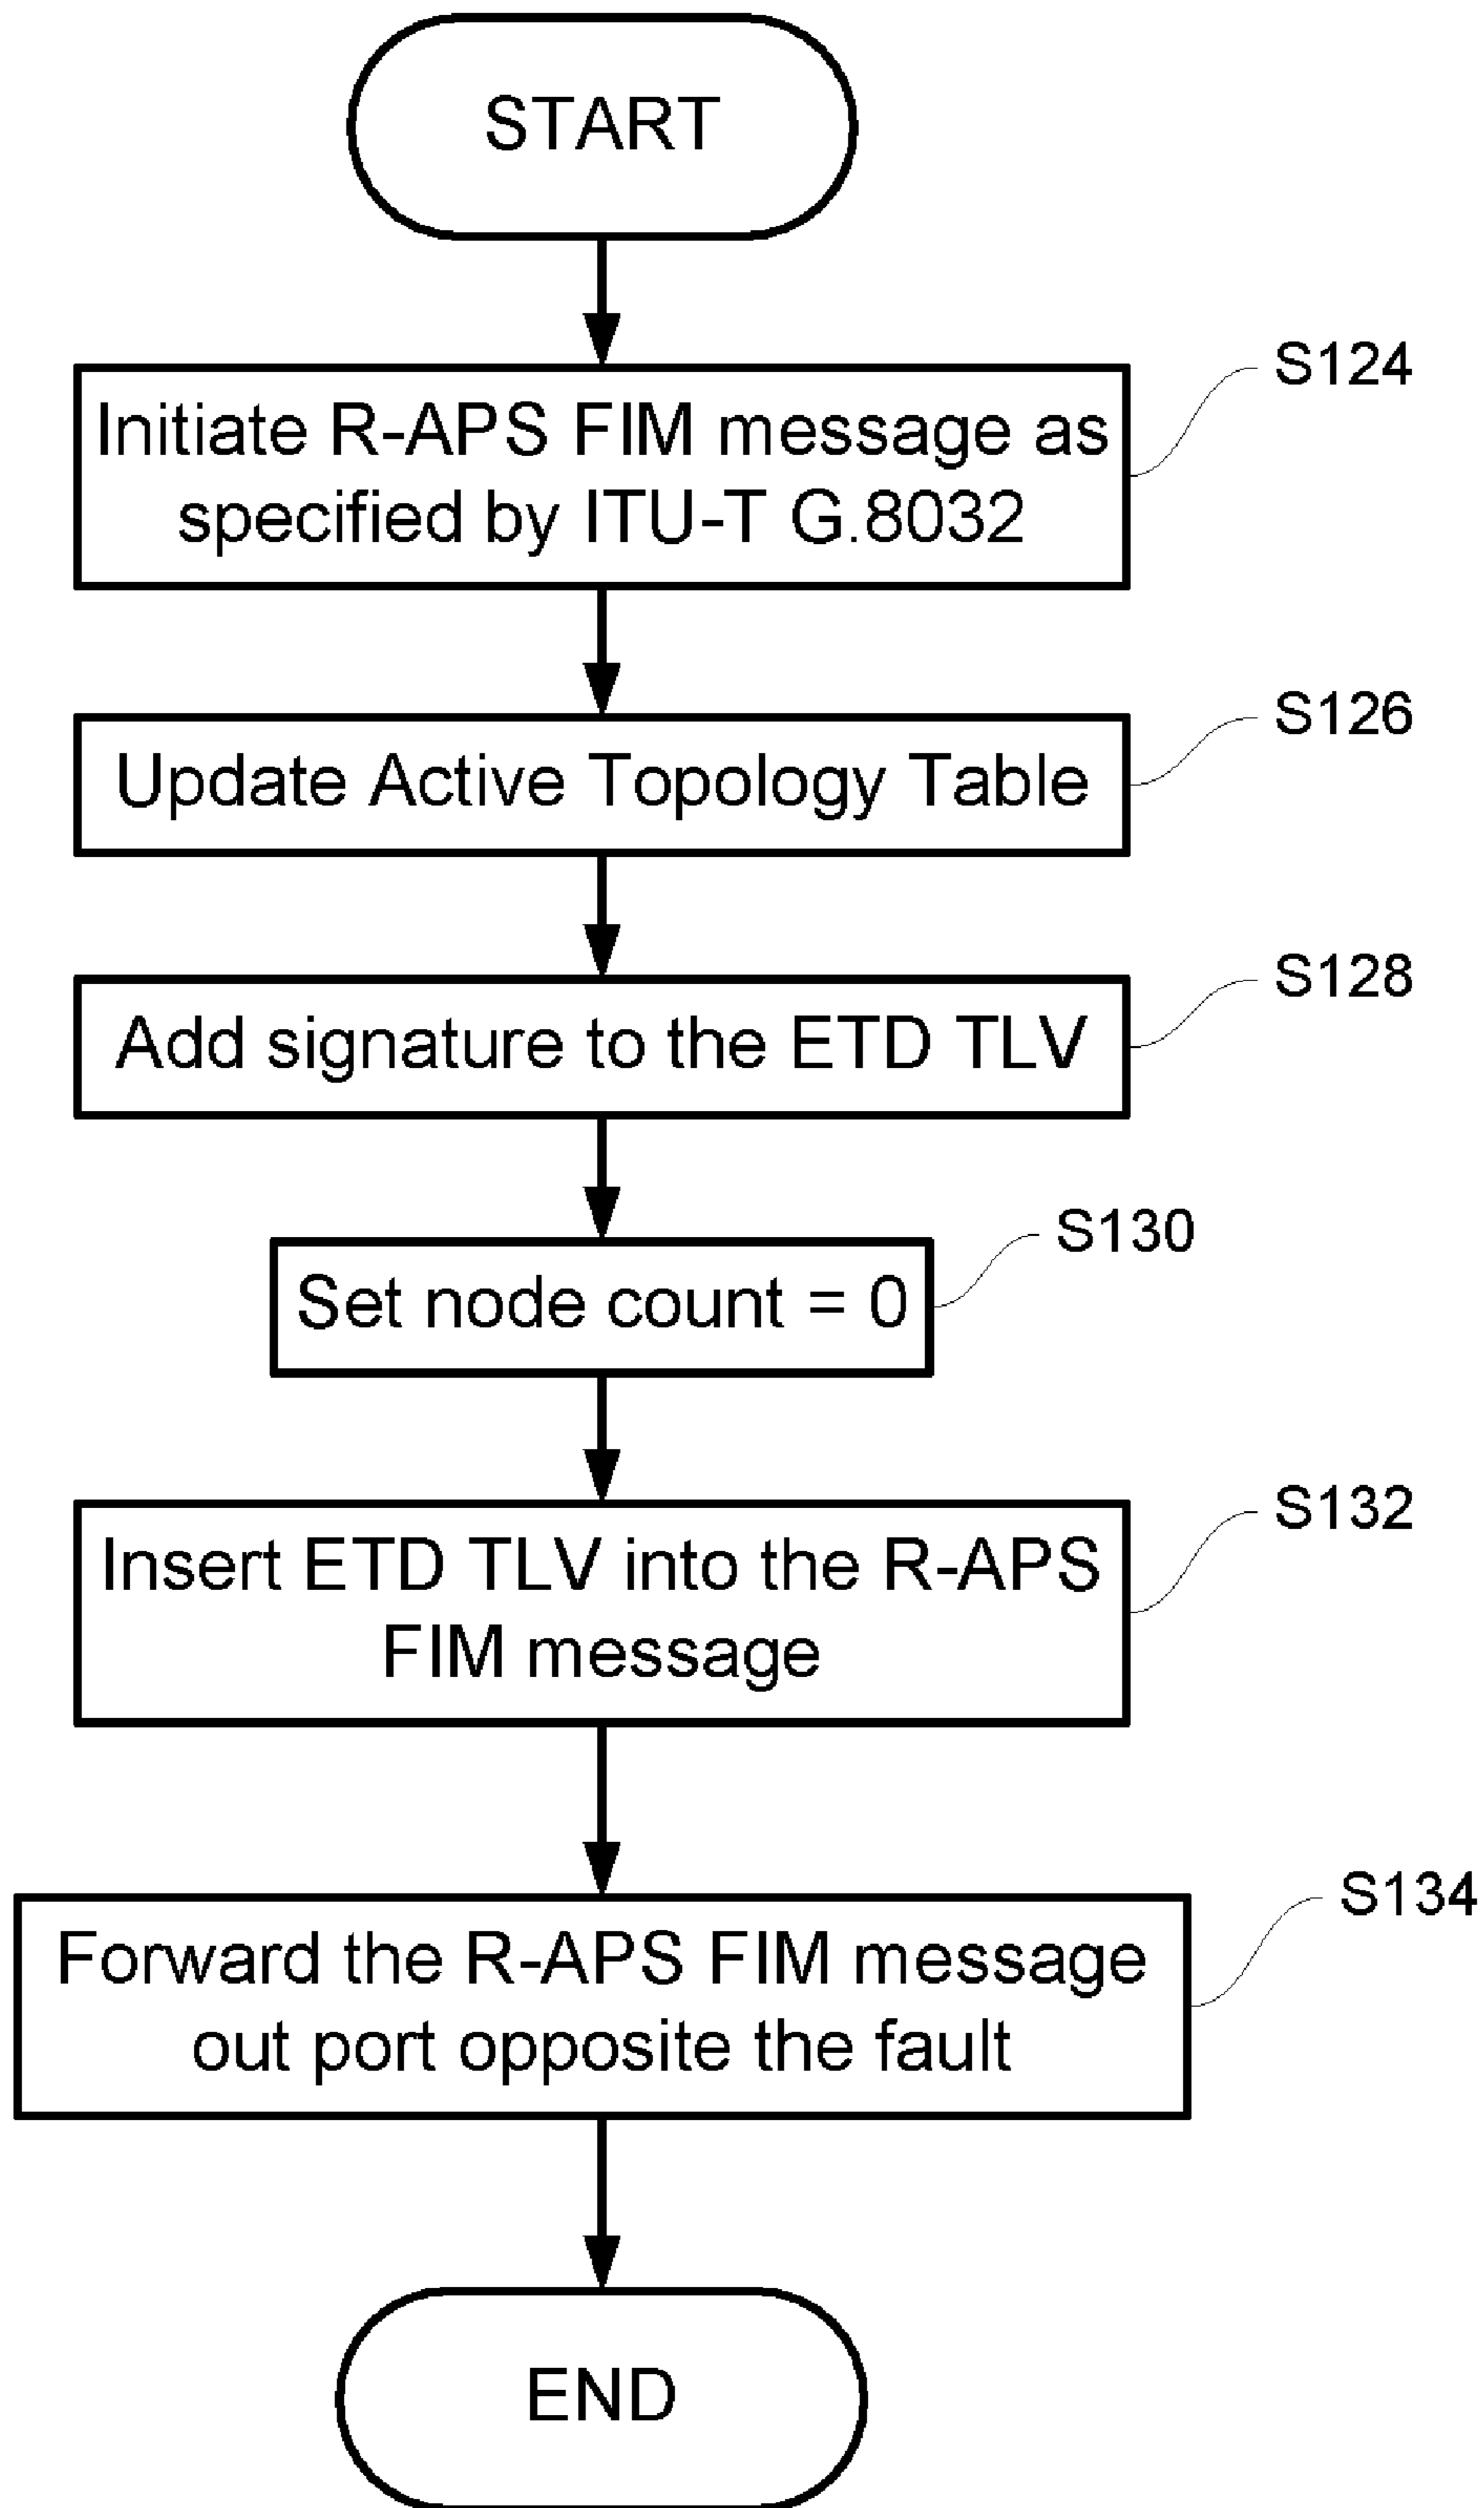 START
S124
Initiate R-APS FIM message as
specified by ITU-T G.8032
S126
Update Active Topology Table
S128
Add signature to the ETD TLV
S130
Set node count = 0
S132
Insert ETD TLV into the R-APS
FIM message
S134
Forward the R-APS FIM message
out port opposite the fault
END